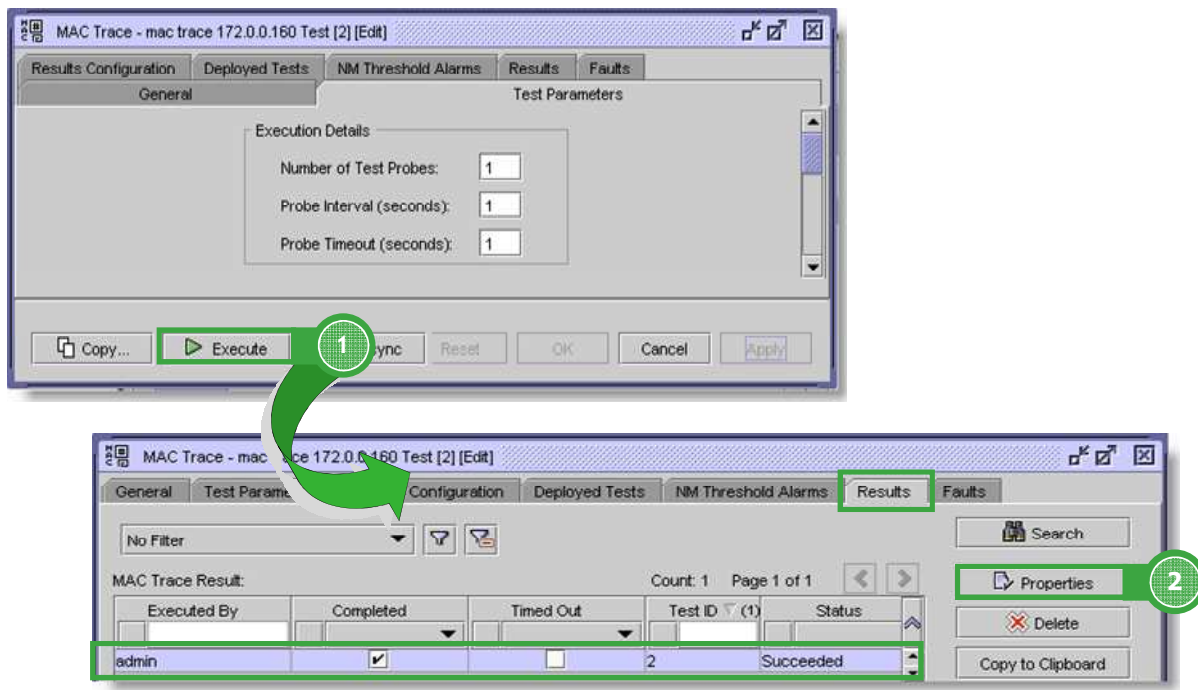 MAC Trace - mac trace 172.0.0.160 Test [2] [Edit]
Results Configuration Deployed Tests NM Threshold Alarms Results Faults
General Test Parameters
Execution Details
Number of Test Probes: 1
Probe Interval (seconds): 1
Probe Timeout (seconds): 1
Copy... Execute 1 ync Reset OK Cancel Apply
MAC Trace - mac ce 172.0.0.160 Test [2] [Edit]
General Test Parame Configuration Deployed Tests NM Threshold Alarms Results Faults
No Filter Search
MAC Trace Result: Count: 1 Page 1 of 1 Properties 2
Executed By Completed Timed Out Test ID (1) Status
Delete
admin 2 Succeeded Copy to Clipboard